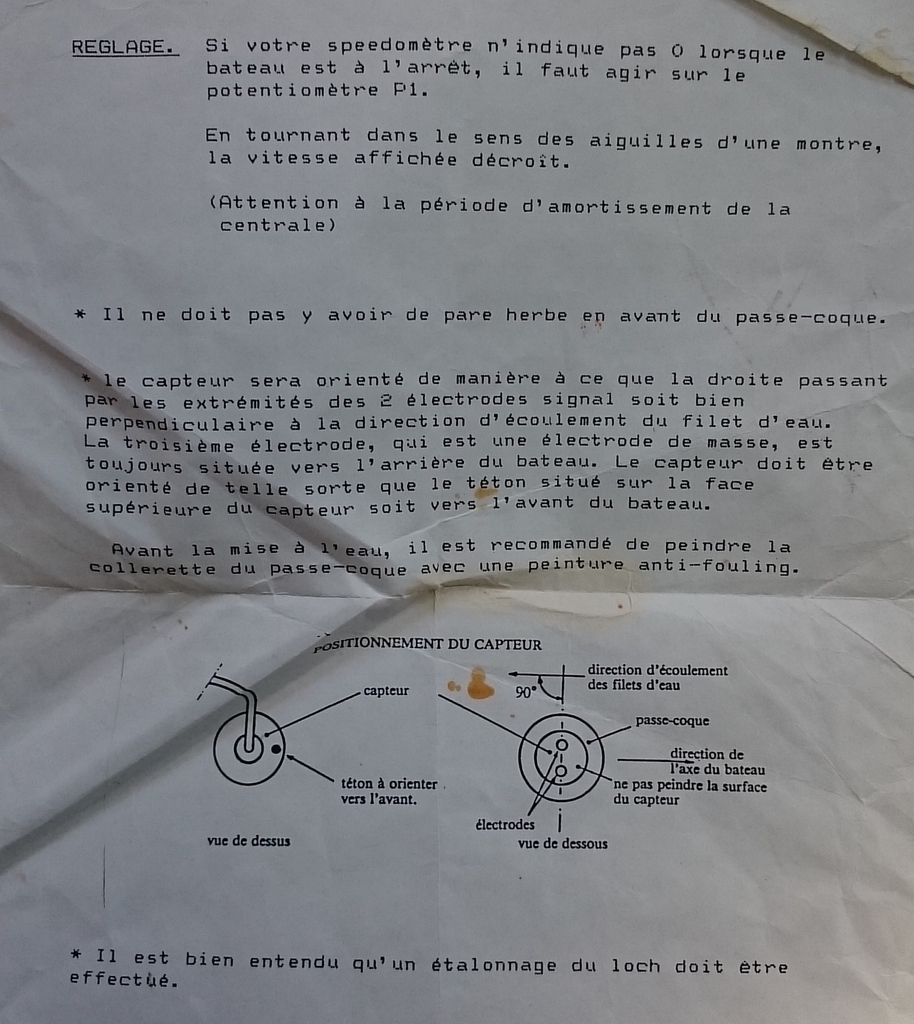 REGLAGE. Si votre speedomètre n'indique pas 0 lorsque le
bateau est à l'arrêt, il faut agir sur le
potentiomètre P1.
En tournant dans le sens des aiguilles d'une montre,
la vitesse affichée décroît.
(Attention à la période d'amortissement de la
centrale)
* Il ne doit pas y avoir de pare herbe en avant du passe-coque.
* le capteur sera orienté de manière à ce que la droite passant
par les extrémités des 2 électrodes signal soit bien
perpendiculaire à la direction d'écoulement du filet d'eau.
La troisième électrode, qui est une électrode de masse, est
toujours située vers l'arrière du bateau. Le capteur doit être
orienté de telle sorte que le téton situé sur la face
supérieure du capteur soit vers l'avant du bateau.
Avant la mise à l'eau, il est recommandé de peindre la
collerette du passe-coque avec une peinture anti-fouling.
POSITIONNEMENT DU CAPTEUR
capteur
téton à orienter
vers l'avant.
vue de dessus
90°
direction d'écoulement
des filets d'eau
passe-coque
direction de
l'axe du bateau
ne pas peindre la surface
du capteur
électrodes
vue de dessous
* Il est bien entendu qu'un étalonnage du loch doit être
effectué.